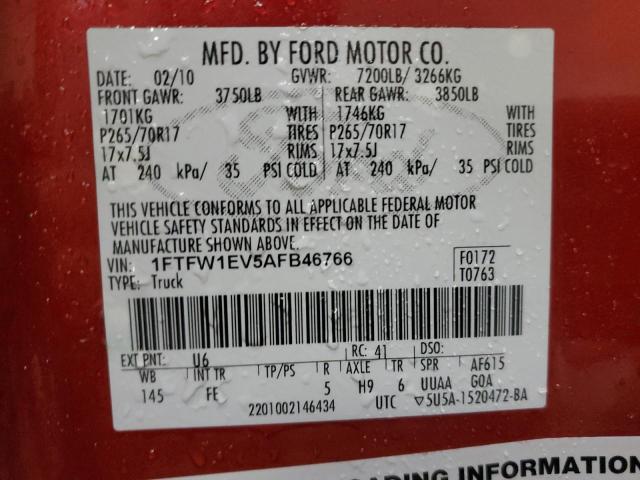 MFD. BY FORD MOTOR CO.
DATE: 02/10 GVWR: 7200LB/ 3266KG
FRONT GAWR: 3750LB REAR GAWR: 3850LB
1701KG WITH 1746KG WITH
P265/70R17 TIRES P265/70R17 TIRES
17x7.5J RIMS 17x7.5J RIMS
AT 240 kPa/ 35 PSI COLD AT 240 kPa/ 35 PSI COLD
THIS VEHICLE CONFORMS TO ALL APPLICABLE FEDERAL MOTOR
VEHICLE SAFETY STANDARDS IN EFFECT ON THE DATE OF
MANUFACTURE SHOWN ABOVE.
VIN: 1FTFW1EV5AFB46766 F0172
TYPE: Truck T0763
EXT PNT: U6 RC: 41 DSO:
WB INT TR TP/PS R AXLE TR SPR AF615
145 FE 5 H9 6 UUAA GOA
2201002146434 UTC ▽5U5A-1520472-BA
LOADING INFORMATION